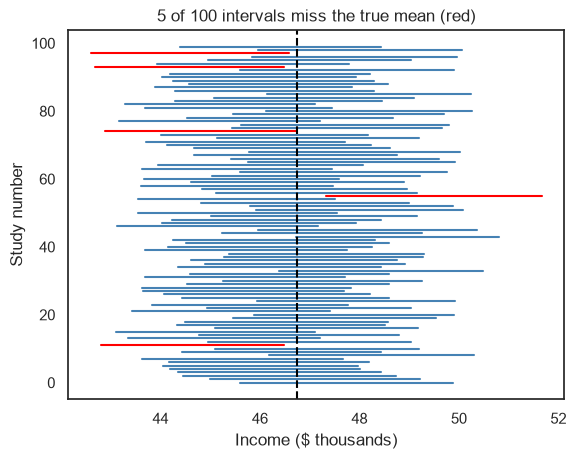 5 of 100 intervals miss the true mean (red)
100
80
60
40
20
0
Study number
44 46 48 50 52
Income ($ thousands)